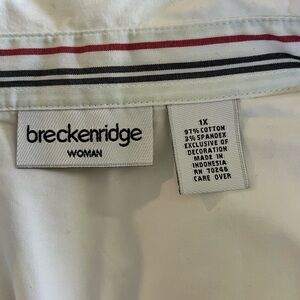 breckenridge
WOMAN
1X
97% COTTON
3% SPANDEX
EXCLUSIVE OF
DECORATION
MADE IN
INDONESIA
RN 70266
CARE OVER